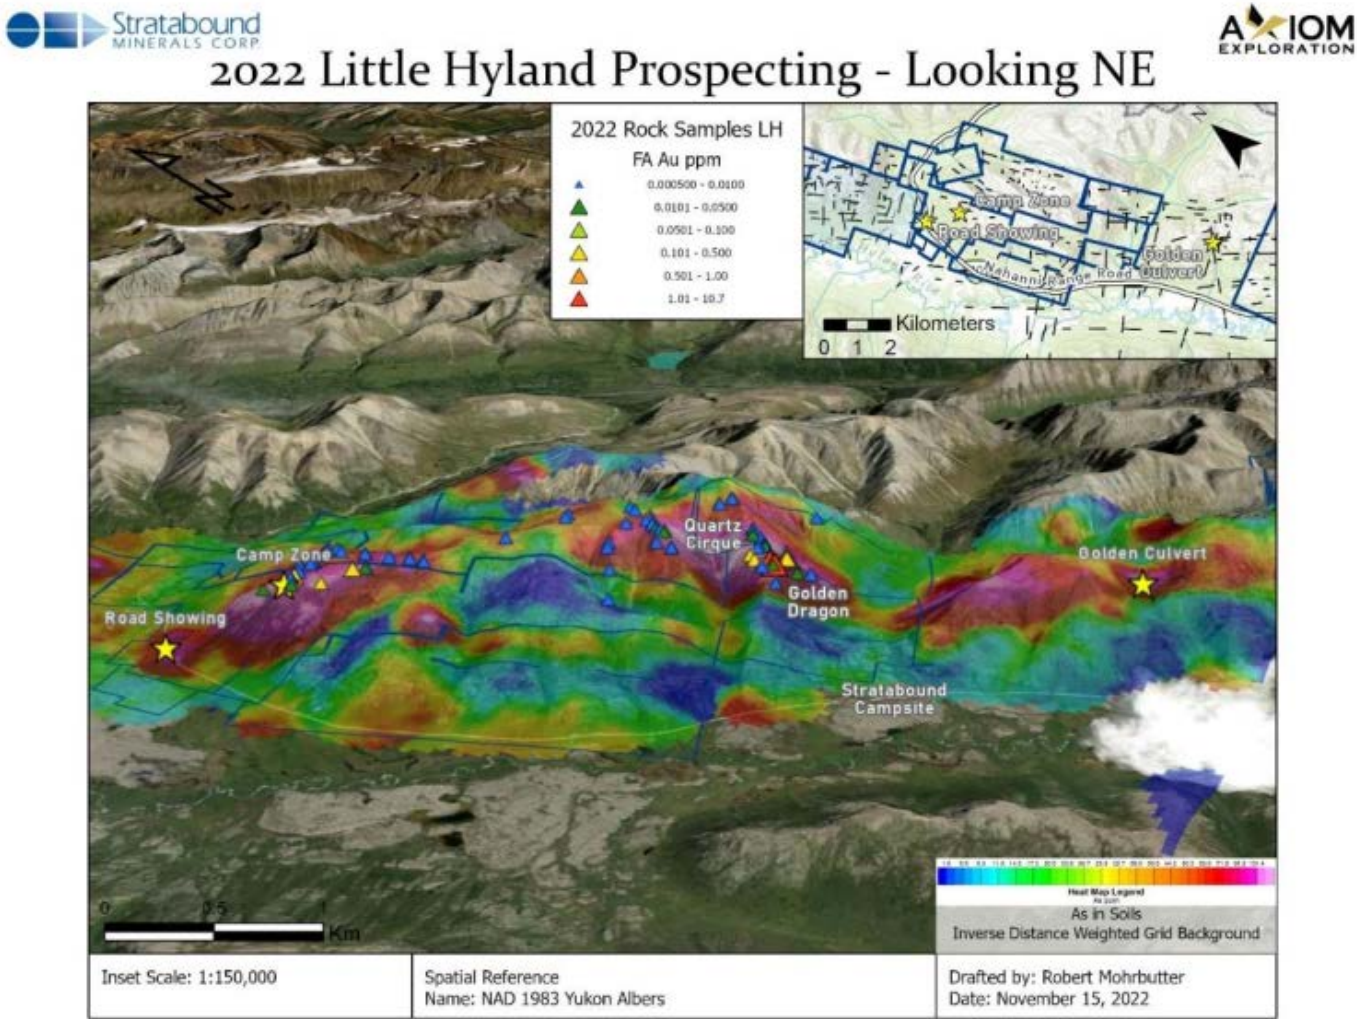 Stratabound
MINERALS CORP.
AXIOM
EXPLORATION
2022 Little Hyland Prospecting - Looking NE
2022 Rock Samples LH
FA Au ppm
0.000500 - 0.0100
0.0101 - 0.0500
0.0501 - 0.100
0.101 - 0.500
0.501 - 1.00
1.01 - 10.7
N
Camp Zone
Road Showing
Golden
Culvert
Nahanni Range Road
Kilometers
0 1 2
Quartz
Cirque
Camp Zone
Golden Culvert
Golden
Dragon
Road Showing
Stratabound
Campsite
0 0.5 1
Km
Heat Map Legend
As ppm
As in Soils
Inverse Distance Weighted Grid Background
Inset Scale: 1:150,000
Spatial Reference
Name: NAD 1983 Yukon Albers
Drafted by: Robert Mohrbutter
Date: November 15, 2022